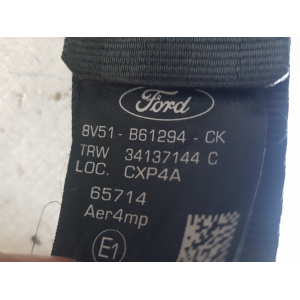 Ford
8V51- B61294 - CK
TRW 34137144 C
LOC. CXP4A
65714
Aer4mp
E1